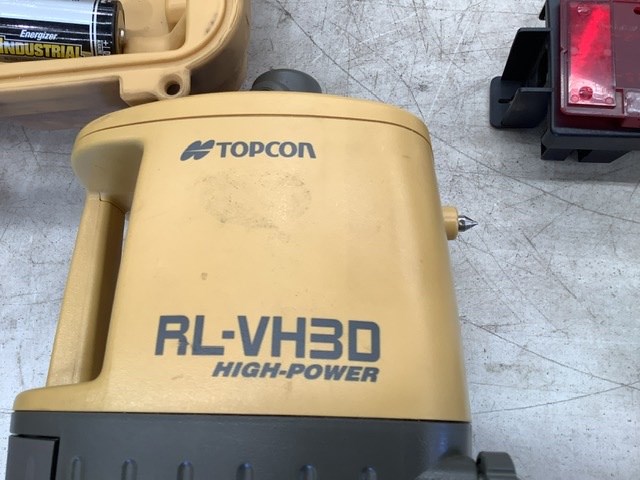 Energizer
INDUSTRIAL
TOPCON
RL-VH3D
HIGH-POWER